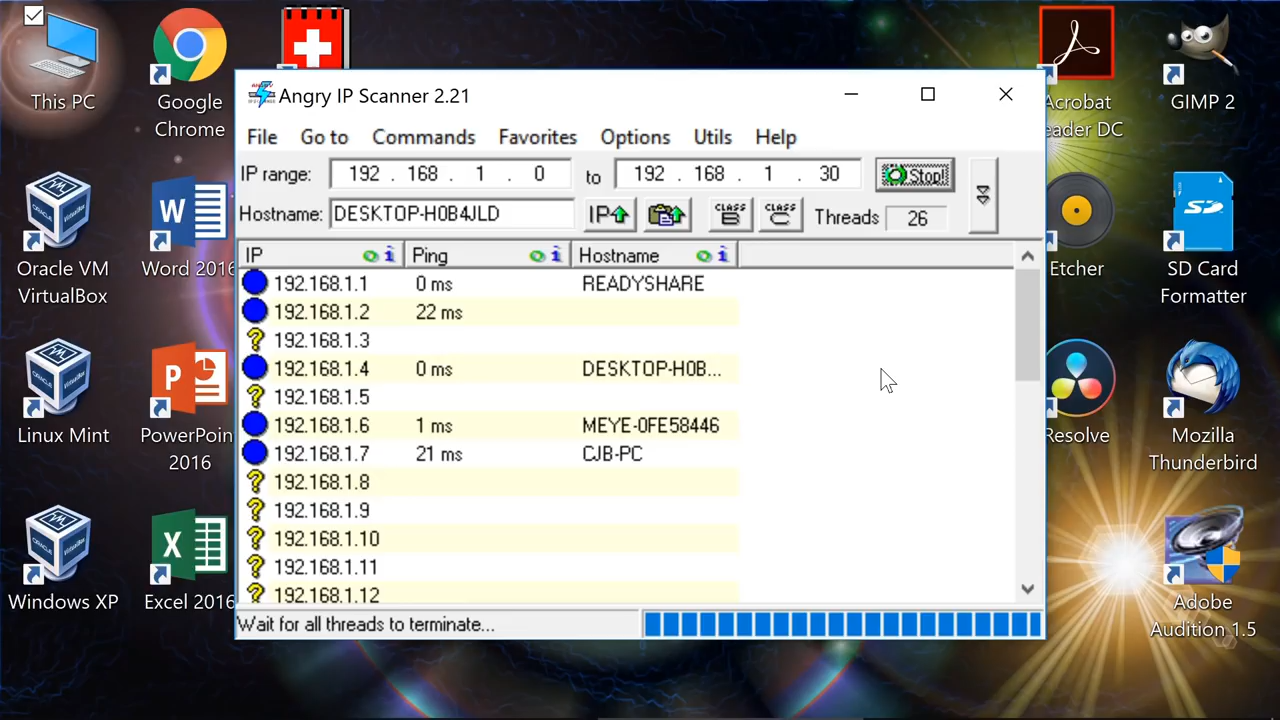 This PC
Google
Chrome
Acrobat
eader DC
GIMP 2
Oracle VM
VirtualBox
Word 2016
Etcher
SD Card
Formatter
Linux Mint
PowerPoin
2016
Resolve
Mozilla
Thunderbird
Windows XP
Excel 2016
Adobe
Audition 1.5
Angry IP Scanner 2.21
File Go to Commands Favorites Options Utils Help
IP range: 192 . 168 . 1 . 0 to 192 . 168 . 1 . 30 Stop!
Hostname: DESKTOP-H0B4JLD IP CLASS B CLASS C Threads 26
IP Ping Hostname
192.168.1.1 0 ms READYSHARE
192.168.1.2 22 ms
192.168.1.3
192.168.1.4 0 ms DESKTOP-H0B...
192.168.1.5
192.168.1.6 1 ms MEYE-0FE58446
192.168.1.7 21 ms CJB-PC
192.168.1.8
192.168.1.9
192.168.1.10
192.168.1.11
192.168.1.12
Wait for all threads to terminate...